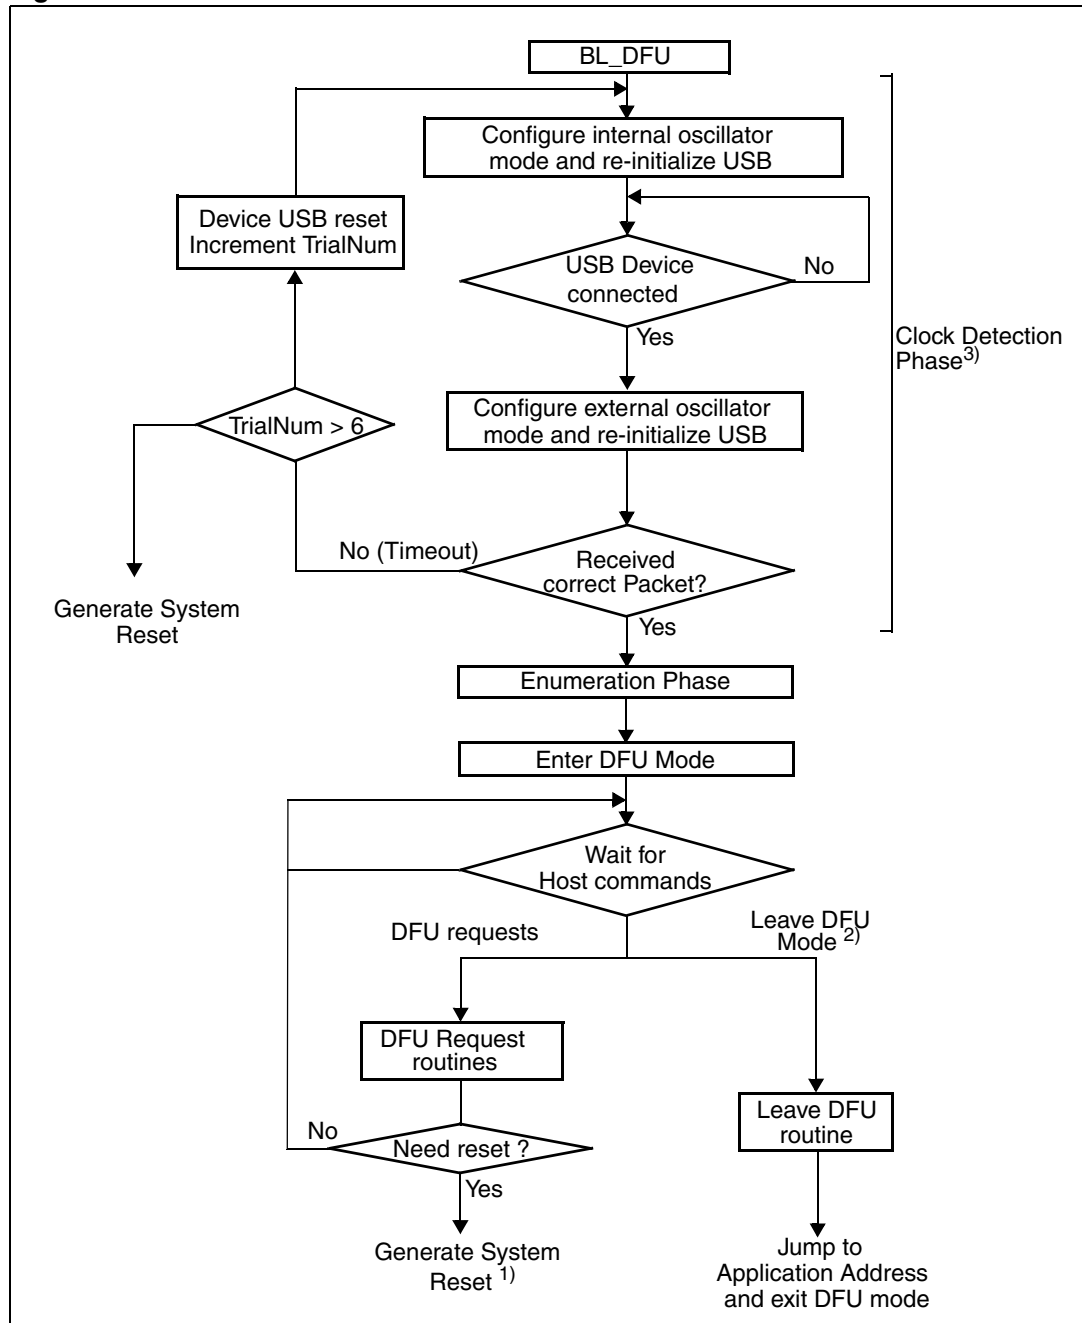 BL_DFU
Configure internal oscillator
mode and re-initialize USB
Device USB reset
Increment TrialNum
USB Device
connected
No
Yes
Clock Detection
Phase3)
Configure external oscillator
mode and re-initialize USB
TrialNum > 6
No (Timeout)
Received
correct Packet?
Generate System
Reset
Yes
Enumeration Phase
Enter DFU Mode
Wait for
Host commands
DFU requests
Leave DFU
Mode 2)
DFU Request
routines
Leave DFU
routine
No
Need reset ?
Yes
Generate System
Reset 1)
Jump to
Application Address
and exit DFU mode